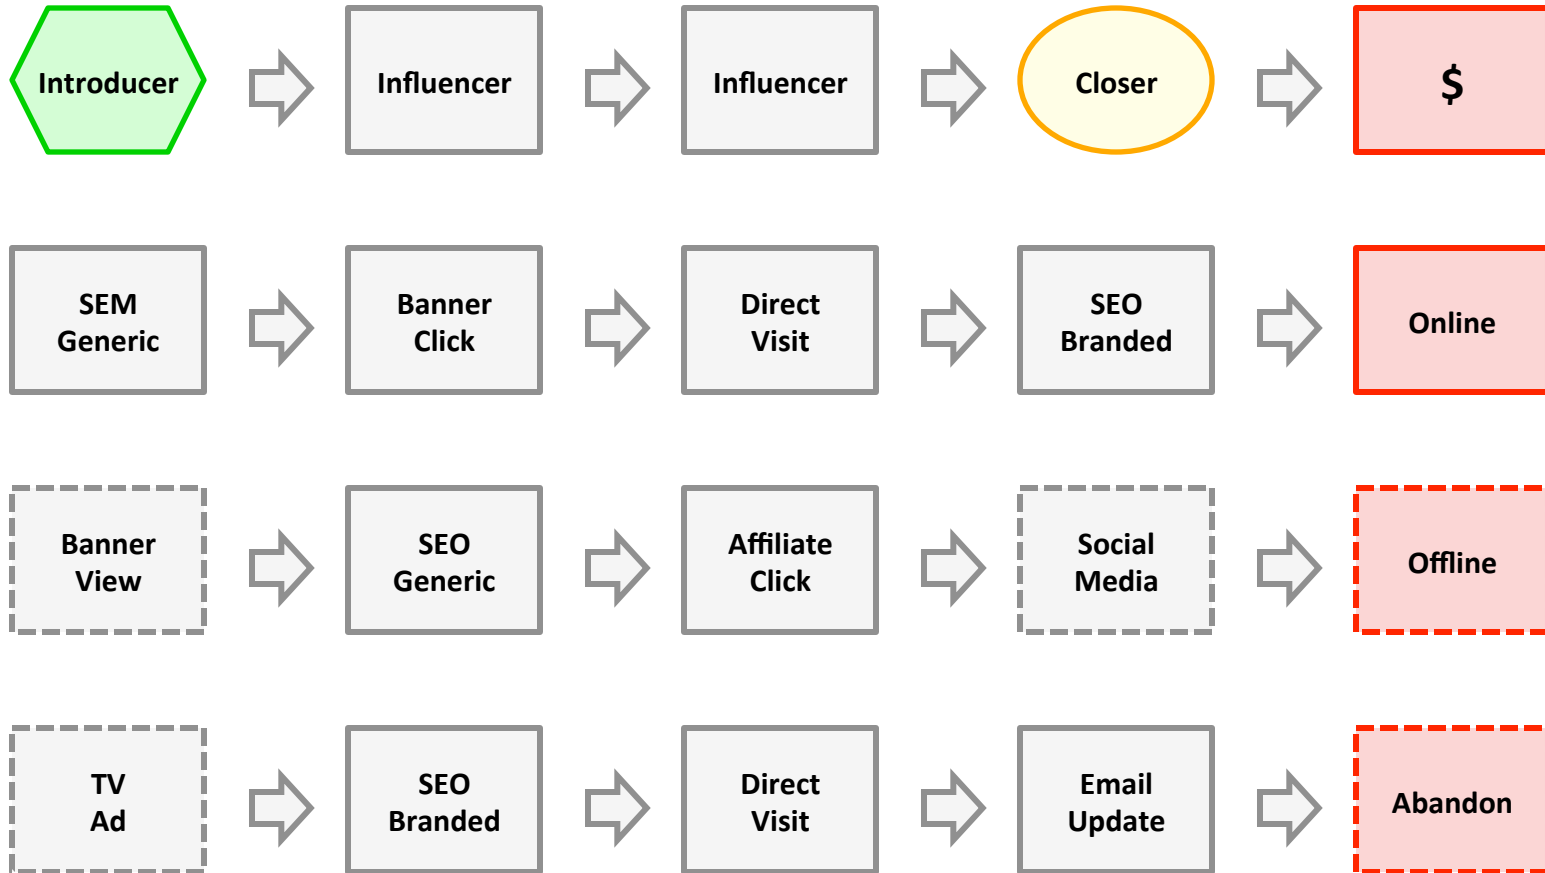 Introducer
Influencer
Influencer
Closer
$
SEM
Generic
Banner
Click
Direct
Visit
SEO
Branded
Online
Banner
View
SEO
Generic
Affiliate
Click
Social
Media
Offline
TV
Ad
SEO
Branded
Direct
Visit
Email
Update
Abandon